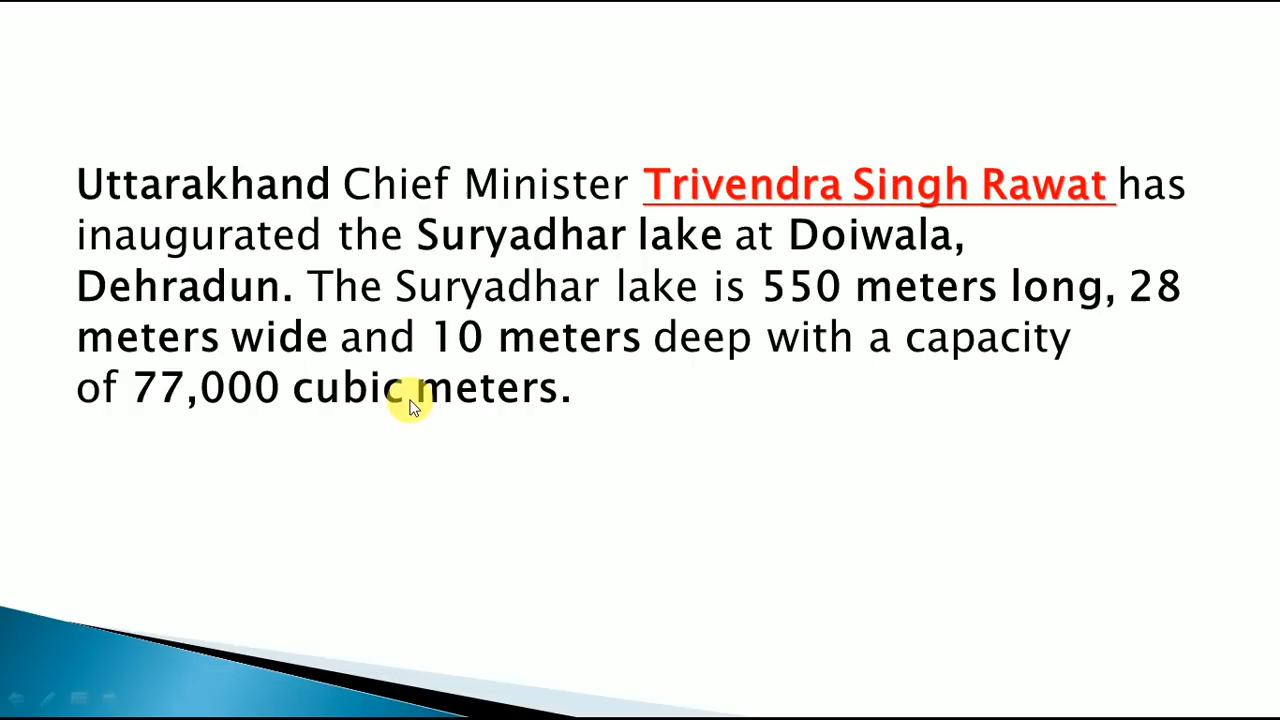 Uttarakhand Chief Minister Trivendra Singh Rawat has
inaugurated the Suryadhar lake at Doiwala,
Dehradun. The Suryadhar lake is 550 meters long, 28
meters wide and 10 meters deep with a capacity
of 77,000 cubic meters.